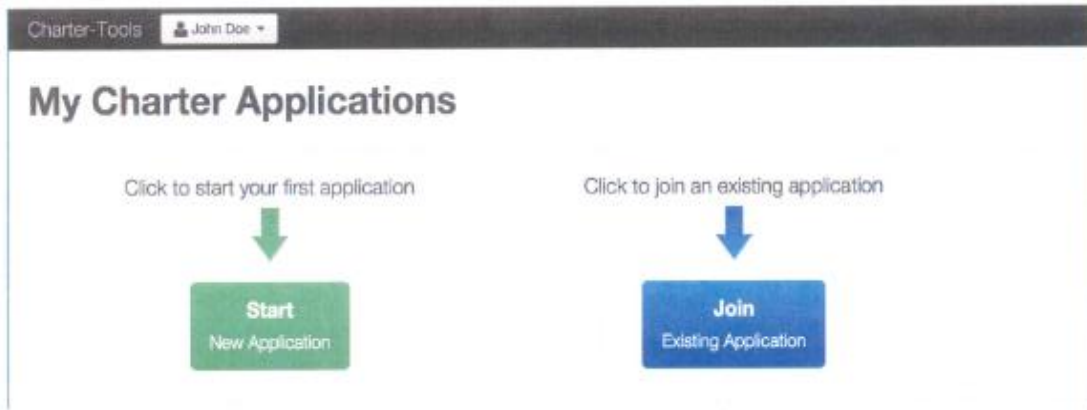 Charter-Tools John Doe
My Charter Applications
Click to start your first application
Click to join an existing application
Start
New Application
Join
Existing Application